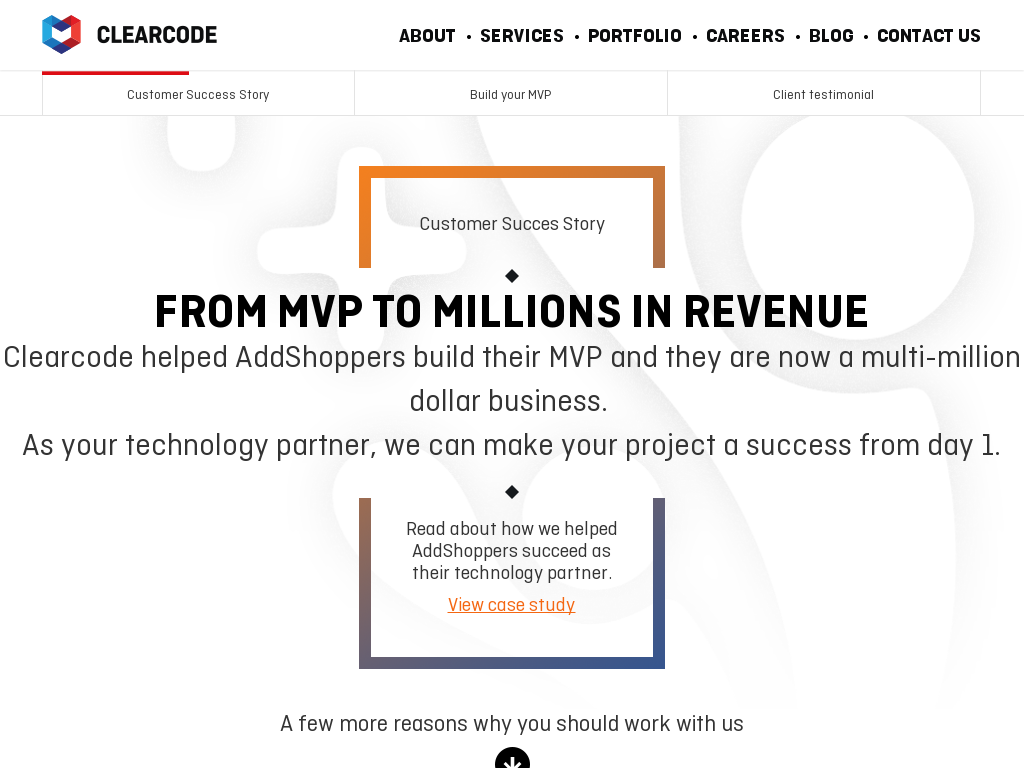 CLEARCODE
ABOUT • SERVICES • PORTFOLIO • CAREERS • BLOG • CONTACT US
Customer Success Story
Build your MVP
Client testimonial
Customer Succes Story
FROM MVP TO MILLIONS IN REVENUE
Clearcode helped AddShoppers build their MVP and they are now a multi-million
dollar business.
As your technology partner, we can make your project a success from day 1.
Read about how we helped
AddShoppers succeed as
their technology partner.
View case study
A few more reasons why you should work with us